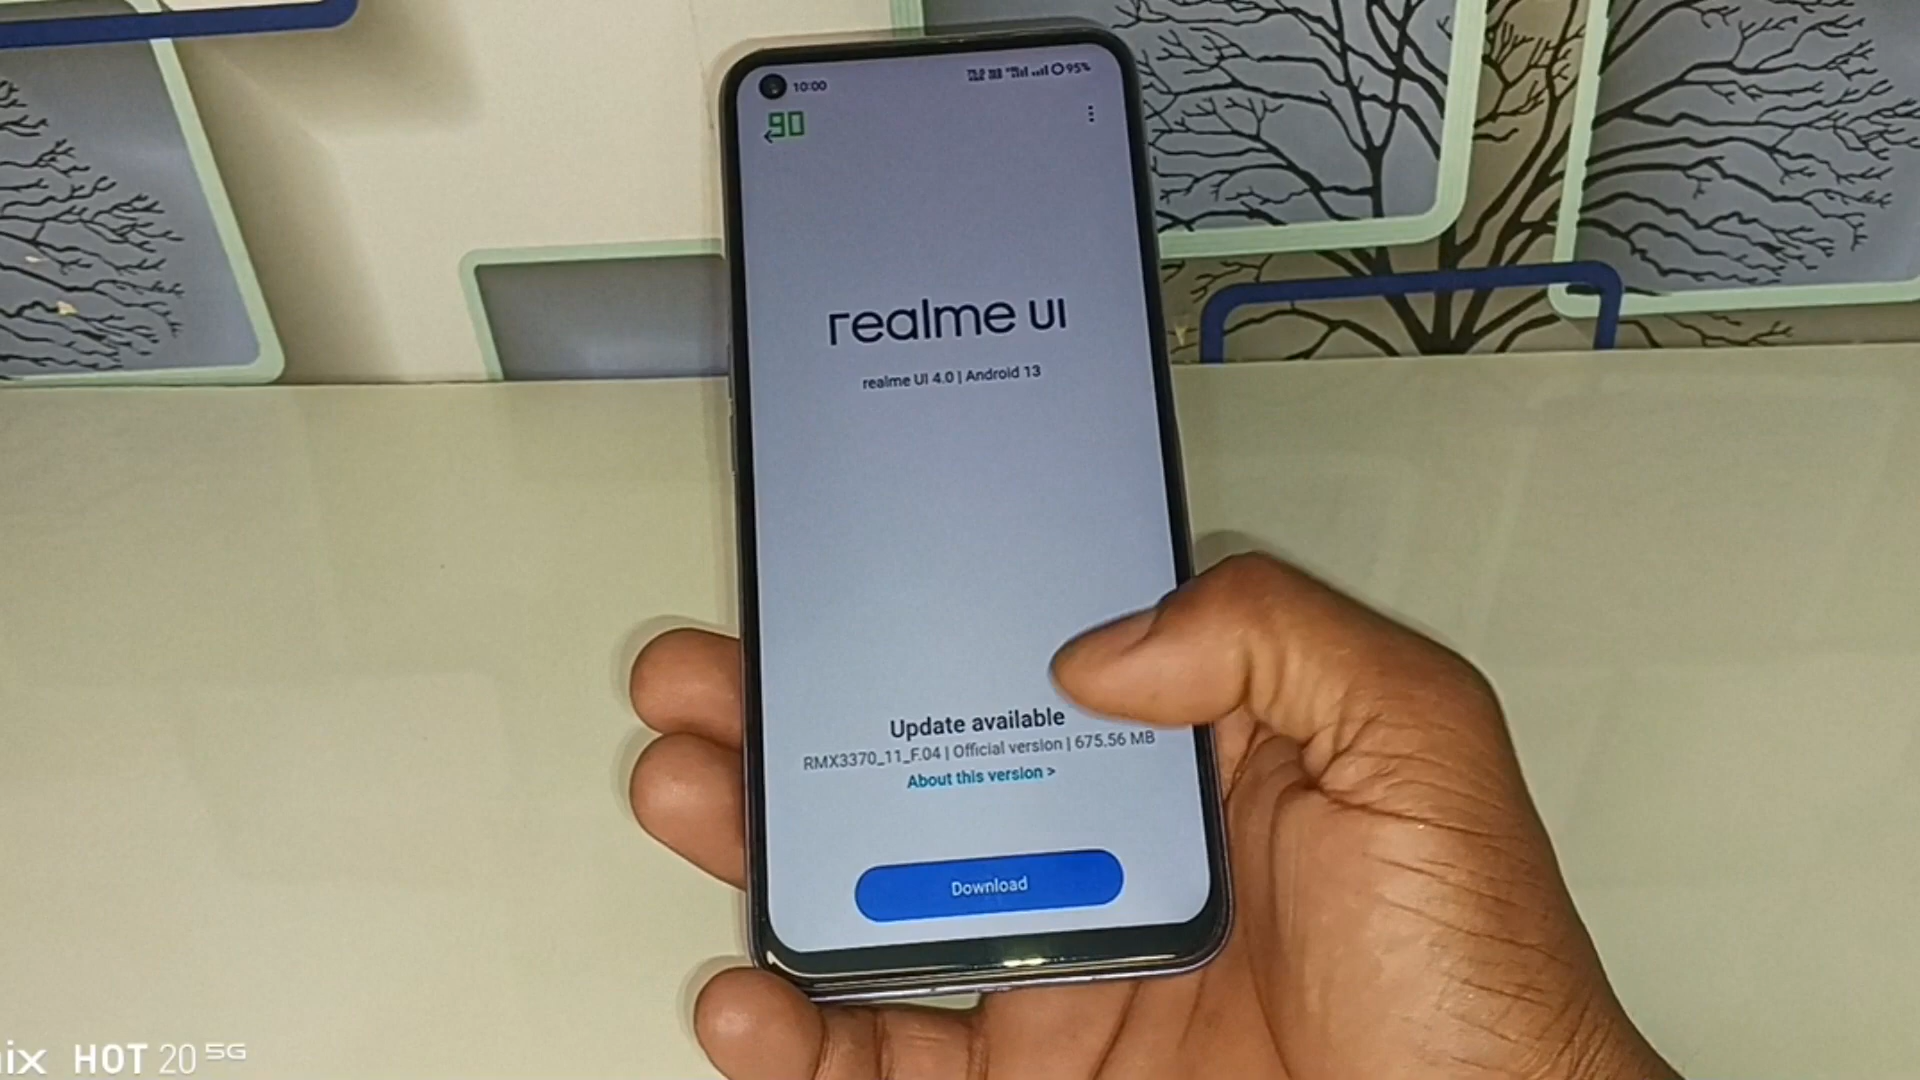 10:00
95%
90
realme UI
realme UI 4.0 | Android 13
Update available
RMX3370_11_F.04 | Official version | 675.56 MB
About this version >
Download
ix HOT 20 5G